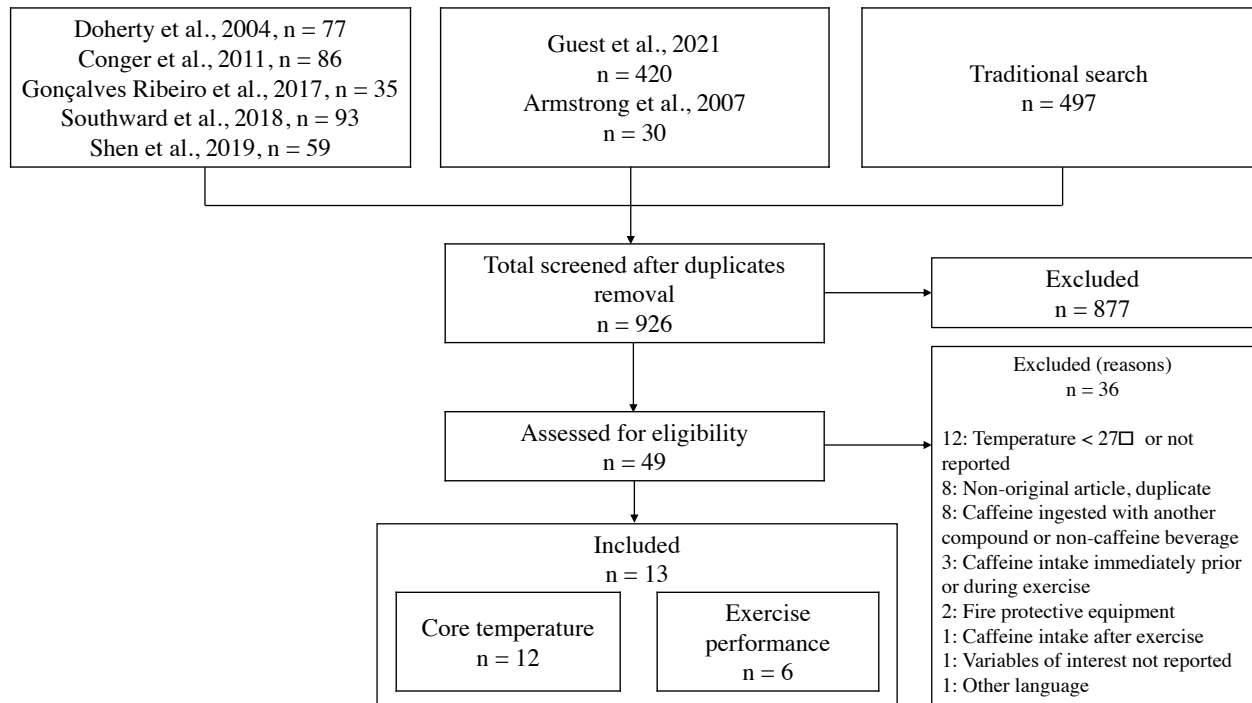 Doherty et al., 2004, n = 77
Conger et al., 2011, n = 86
Gonçalves Ribeiro et al., 2017, n = 35
Southward et al., 2018, n = 93
Shen et al., 2019, n = 59
Guest et al., 2021
n = 420
Armstrong et al., 2007
n = 30
Traditional search
n = 497
Total screened after duplicates
removal
n = 926
Excluded
n = 877
Assessed for eligibility
n = 49
Excluded (reasons)
n = 36
12: Temperature < 27□ or not
reported
8: Non-original article, duplicate
8: Caffeine ingested with another
compound or non-caffeine beverage
3: Caffeine intake immediately prior
or during exercise
2: Fire protective equipment
1: Caffeine intake after exercise
1: Variables of interest not reported
1: Other language
Included
n = 13
Core temperature
n = 12
Exercise
performance
n = 6